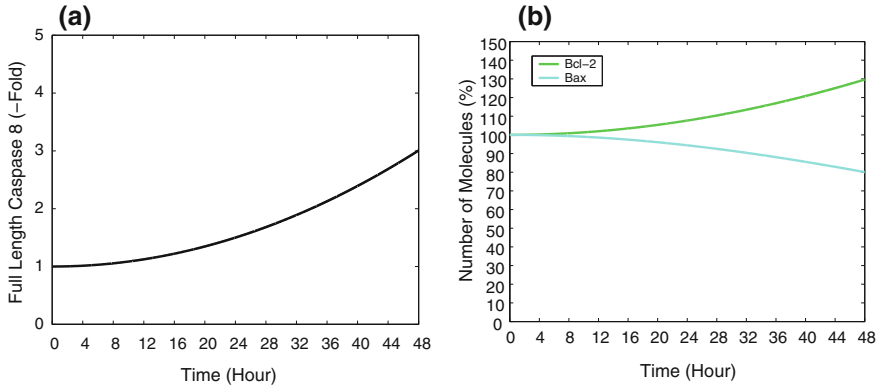 (a)
Full Length Caspase 8 (−Fold)
5
4
3
2
1
0
0 4 8 12 16 20 24 28 32 36 40 44 48
Time (Hour)
(b)
Number of Molecules (%)
150
140
130
120
110
100
90
80
70
60
50
40
30
20
10
0
Bcl−2
Bax
0 4 8 12 16 20 24 28 32 36 40 44 48
Time (Hour)